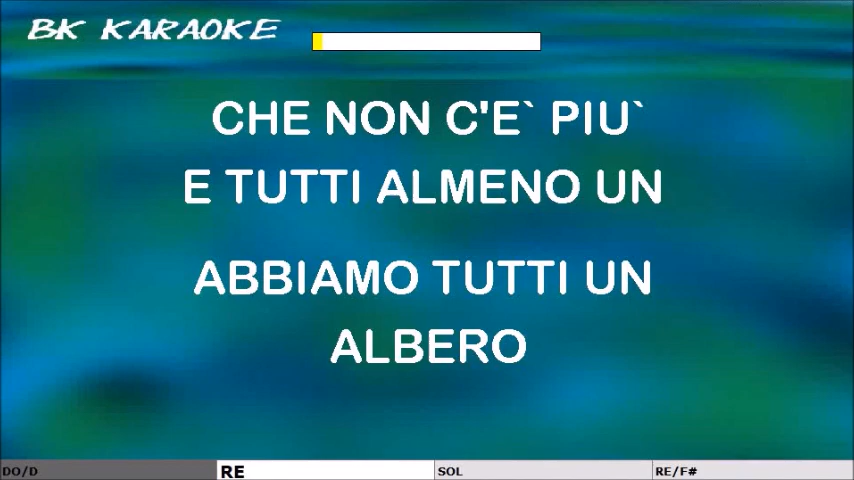 BK KARAOKE
CHE NON C'E` PIU`
E TUTTI ALMENO UN
ABBIAMO TUTTI UN
ALBERO
DO/D RE SOL RE/F#